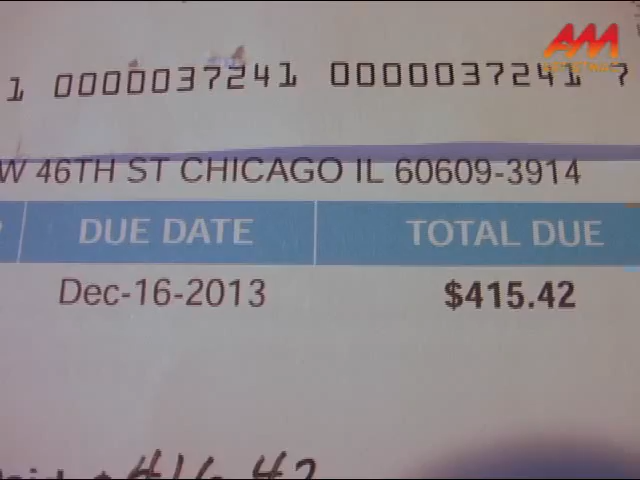 AM
1 0000037241 0000037241 7
W 46TH ST CHICAGO IL 60609-3914
DUE DATE TOTAL DUE
Dec-16-2013 $415.42